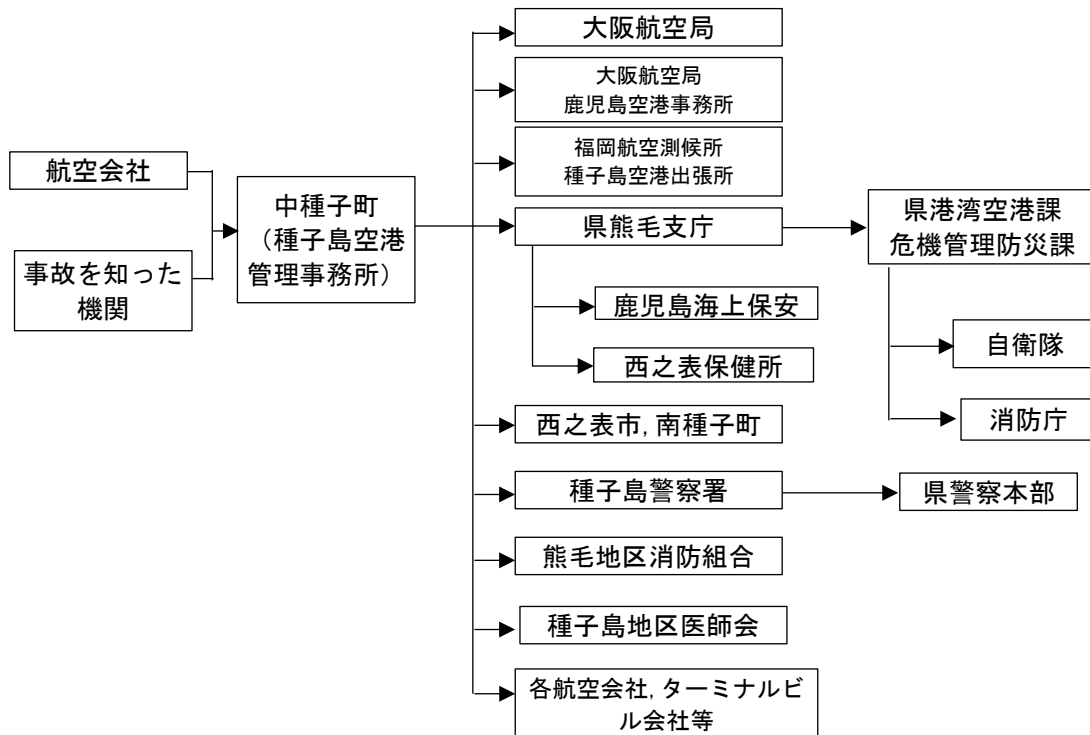 航空会社
事故を知った
機関
中種子町
（種子島空港
管理事務所）
大阪航空局
大阪航空局
鹿児島空港事務所
福岡航空測候所
種子島空港出張所
県熊毛支庁
鹿児島海上保安
西之表保健所
西之表市,南種子町
種子島警察署
熊毛地区消防組合
種子島地区医師会
各航空会社,ターミナルビ
ル会社等
県港湾空港課
危機管理防災課
自衛隊
消防庁
県警察本部